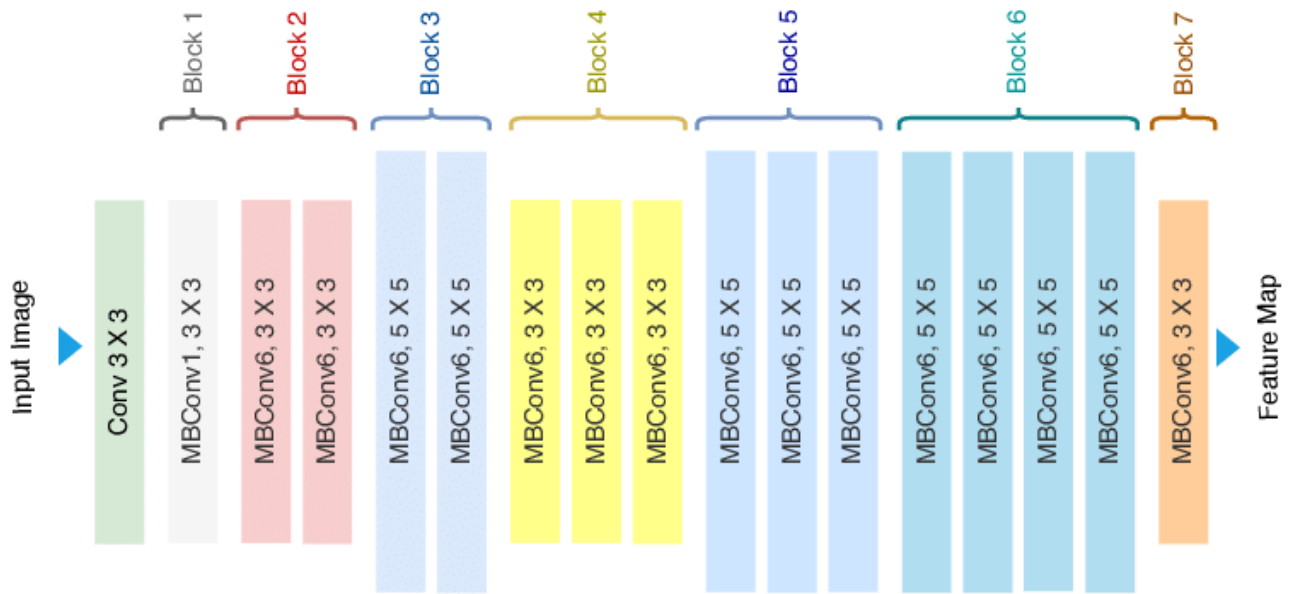 Input Image
Conv 3 X 3
Block 1
MBConv1, 3 X 3
Block 2
MBConv6, 3 X 3
MBConv6, 3 X 3
Block 3
MBConv6, 5 X 5
MBConv6, 5 X 5
Block 4
MBConv6, 3 X 3
MBConv6, 3 X 3
MBConv6, 3 X 3
Block 5
MBConv6, 5 X 5
MBConv6, 5 X 5
MBConv6, 5 X 5
Block 6
MBConv6, 5 X 5
MBConv6, 5 X 5
MBConv6, 5 X 5
MBConv6, 5 X 5
Block 7
MBConv6, 3 X 3
Feature Map